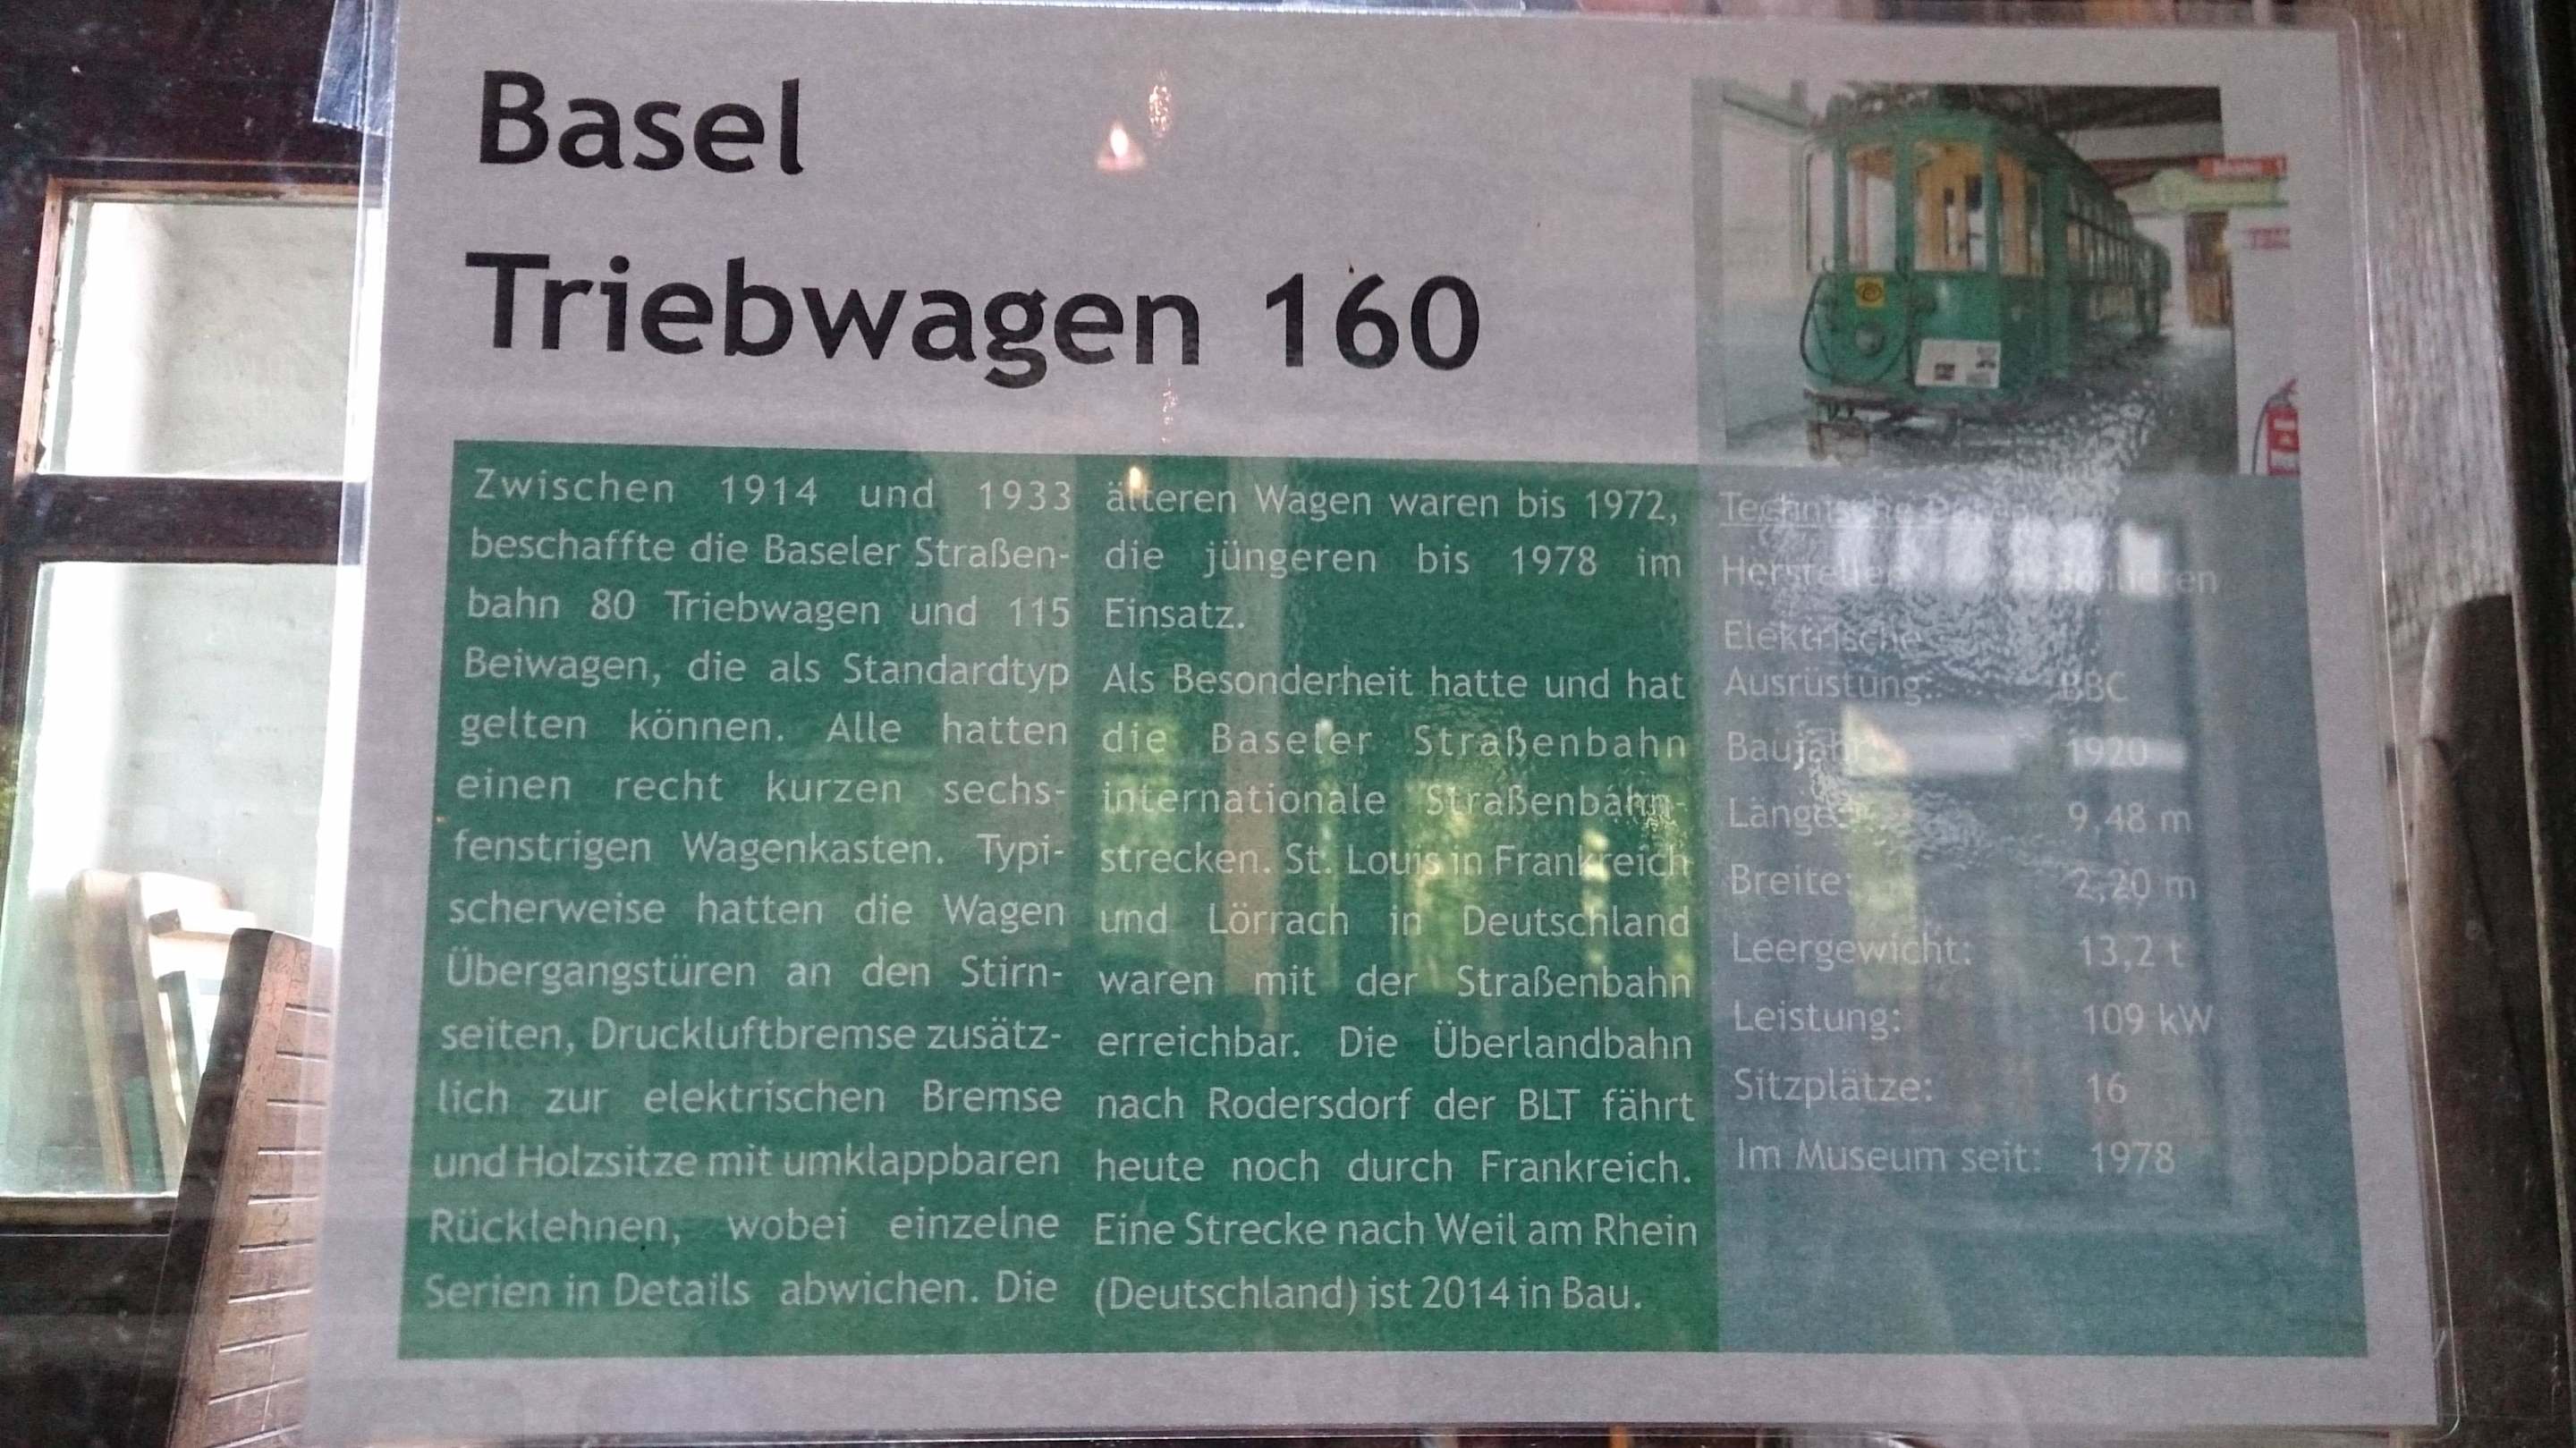 Basel
Triebwagen 160
Zwischen 1914 und 1933
beschaffte die Baseler Straßen-
bahn 80 Triebwagen und 115
Beiwagen, die als Standardtyp
gelten können. Alle hatten
einen recht kurzen sechs-
fenstrigen Wagenkasten. Typi-
scherweise hatten die Wagen
Übergangstüren an den Stirn-
seiten, Druckluftbremse zusätz-
lich zur elektrischen Bremse
und Holzsitze mit umklappbaren
Rücklehnen, wobei einzelne
Serien in Details abwichen. Die
älteren Wagen waren bis 1972,
die jüngeren bis 1978 im
Einsatz.
Als Besonderheit hatte und hat
die Baseler Straßenbahn
internationale Straßenbahn-
strecken. St. Louis in Frankreich
und Lörrach in Deutschland
waren mit der Straßenbahn
erreichbar. Die Überlandbahn
nach Rodersdorf der BLT fährt
heute noch durch Frankreich.
Eine Strecke nach Weil am Rhein
(Deutschland) ist 2014 in Bau.
Technische Daten
Hersteller
Elektrische
Ausrüstung: BBC
Baujahr: 1920
Länge: 9,48 m
Breite: 2,20 m
Leergewicht: 13,2 t
Leistung: 109 kW
Sitzplätze: 16
Im Museum seit: 1978